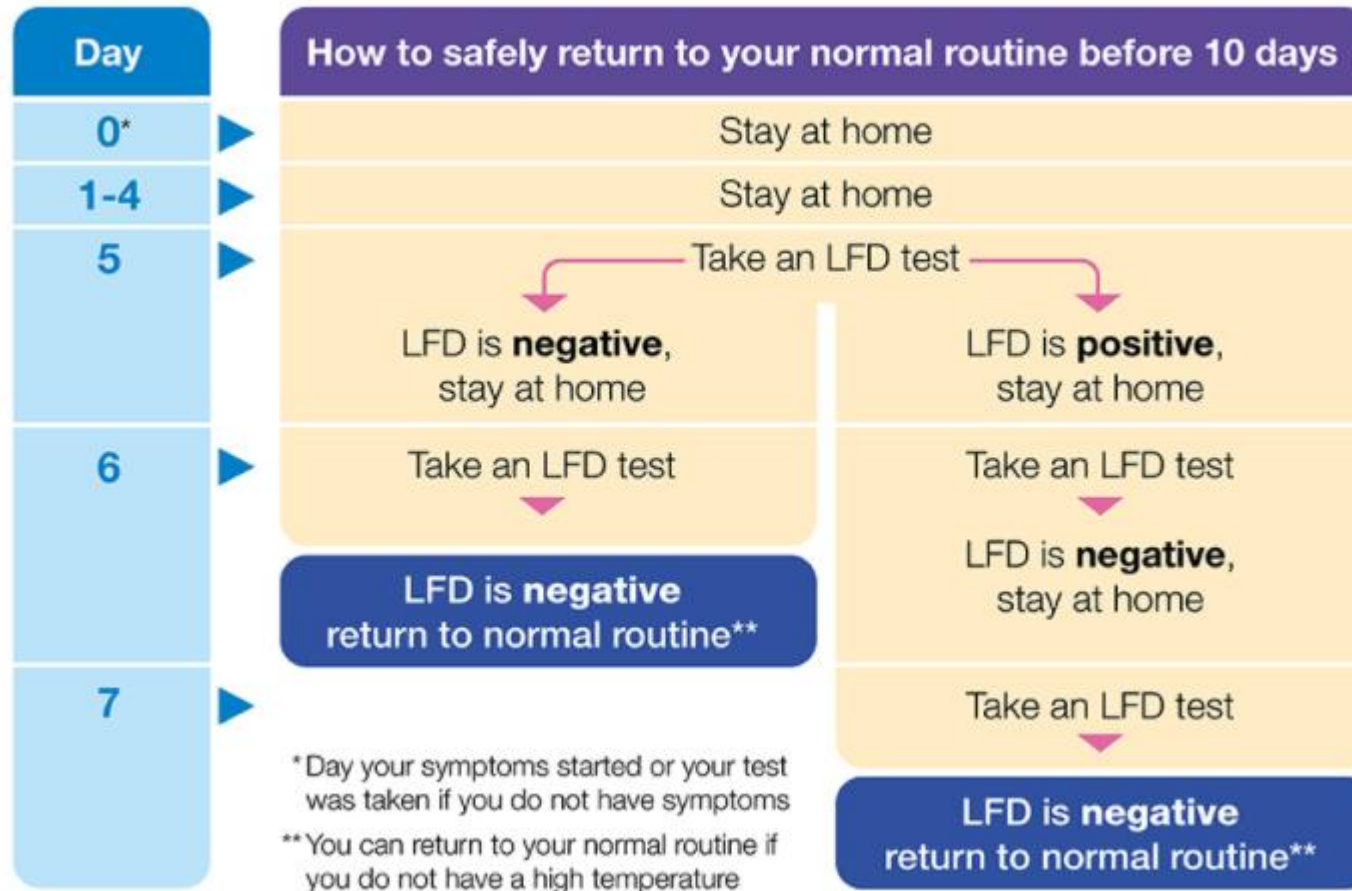 Day
How to safely return to your normal routine before 10 days
0*
Stay at home
1-4
Stay at home
5
Take an LFD test
LFD is negative,
stay at home
LFD is positive,
stay at home
6
Take an LFD test
LFD is negative
return to normal routine**
Take an LFD test
LFD is negative,
stay at home
7
Take an LFD test
LFD is negative
return to normal routine**
*Day your symptoms started or your test
was taken if you do not have symptoms
**You can return to your normal routine if
you do not have a high temperature